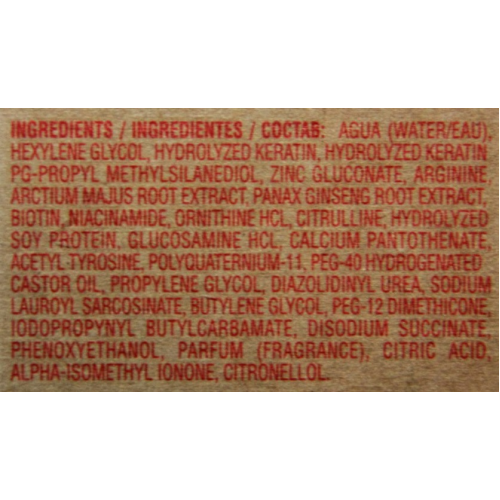 INGREDIENTS / INGREDIENTES / СОСТАВ: AGUA (WATER/EAU),
HEXYLENE GLYCOL, HYDROLYZED KERATIN, HYDROLYZED KERATIN
PG-PROPYL METHYLSILANEDIOL, ZINC GLUCONATE, ARGININE
ARCTIUM MAJUS ROOT EXTRACT, PANAX GINSENG ROOT EXTRACT,
BIOTIN, NIACINAMIDE, ORNITHINE HCL, CITRULLINE, HYDROLYZED
SOY PROTEIN, GLUCOSAMINE HCL, CALCIUM PANTOTHENATE,
ACETYL-TYROSINE, POLYQUATERNIUM-11, PEG-40 HYDROGENATED
CASTOR OIL, PROPYLENE GLYCOL, DIAZOLIDINYL UREA, SODIUM
LAUROYL SARCOSINATE, BUTYLENE GLYCOL, PEG-12 DIMETHICONE,
IODOPROPYNYL BUTYLCARBAMATE, DISODIUM SUCCINATE,
PHENOXYETHANOL, PARFUM (FRAGRANCE), CITRIC ACID,
ALPHA-ISOMETHYL IONONE, CITRONELLOL.